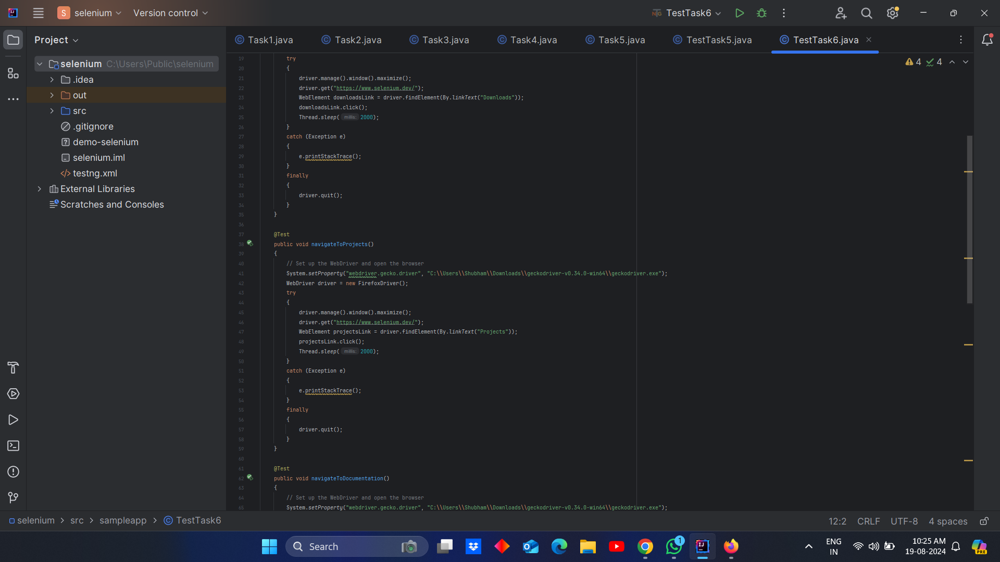 selenium
Version control
TestTask6
Project
Task1.java
Task2.java
Task3.java
Task4.java
Task5.java
TestTask5.java
TestTask6.java
selenium C:\Users\Public\selenium
.idea
out
src
.gitignore
demo-selenium
selenium.iml
testng.xml
External Libraries
Scratches and Consoles
4 4
19 try
20 {
21 driver.manage().window().maximize();
22 driver.get("https://www.selenium.dev/");
23 WebElement downloadsLink = driver.findElement(By.linkText("Downloads"));
24 downloadsLink.click();
25 Thread.sleep( millis: 2000);
26 }
27 catch (Exception e)
28 {
29 e.printStackTrace();
30 }
31 finally
32 {
33 driver.quit();
34 }
35 }
36
37 @Test
38 public void navigateToProjects()
39 {
40 // Set up the WebDriver and open the browser
41 System.setProperty("webdriver.gecko.driver", "C:\\Users\\Shubham\\Downloads\\geckodriver-v0.34.0-win64\\geckodriver.exe");
42 WebDriver driver = new FirefoxDriver();
43 try
44 {
45 driver.manage().window().maximize();
46 driver.get("https://www.selenium.dev/");
47 WebElement projectsLink = driver.findElement(By.linkText("Projects"));
48 projectsLink.click();
49 Thread.sleep( millis: 2000);
50 }
51 catch (Exception e)
52 {
53 e.printStackTrace();
54 }
55 finally
56 {
57 driver.quit();
58 }
59 }
60
61 @Test
62 public void navigateToDocumentation()
63 {
64 // Set up the WebDriver and open the browser
65 System.setProperty("webdriver.gecko.driver", "C:\\Users\\Shubham\\Downloads\\geckodriver-v0.34.0-win64\\geckodriver.exe");
selenium > src > sampleapp > TestTask6
12:2 CRLF UTF-8 4 spaces
Search
1
ENG
IN
10:25 AM
19-08-2024
PRE